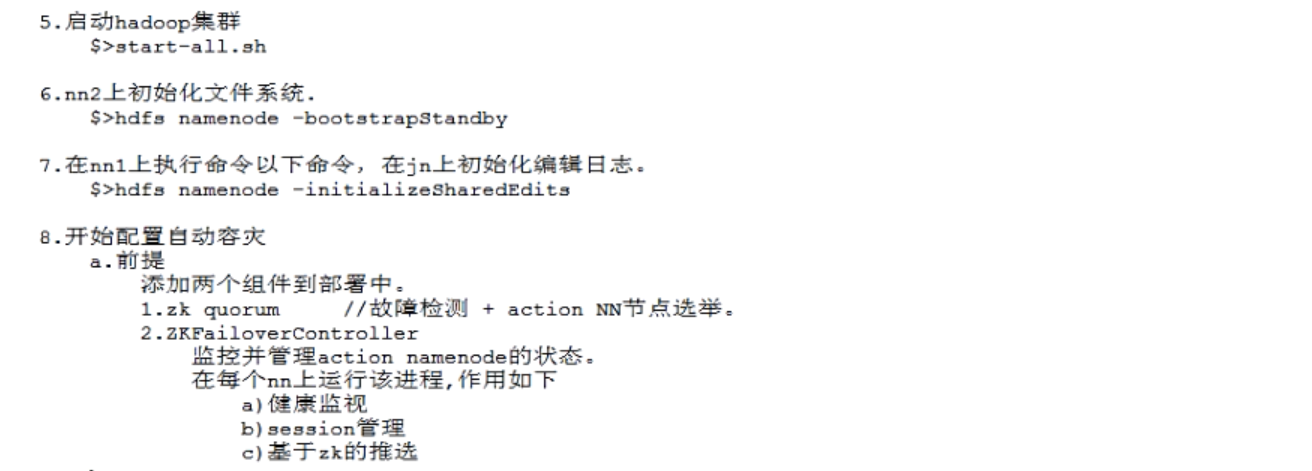 5.启动hadoop集群
$>start-all.sh
6.nn2上初始化文件系统.
$>hdfs namenode -bootstrapStandby
7.在nn1上执行命令以下命令，在jn上初始化编辑日志。
$>hdfs namenode -initializeSharedEdits
8.开始配置自动容灾
a.前提
添加两个组件到部署中。
1.zk quorum //故障检测 + action NN节点选举。
2.ZKFailoverController
监控并管理action namenode的状态。
在每个nn上运行该进程,作用如下
a)健康监视
b)session管理
c)基于zk的推选